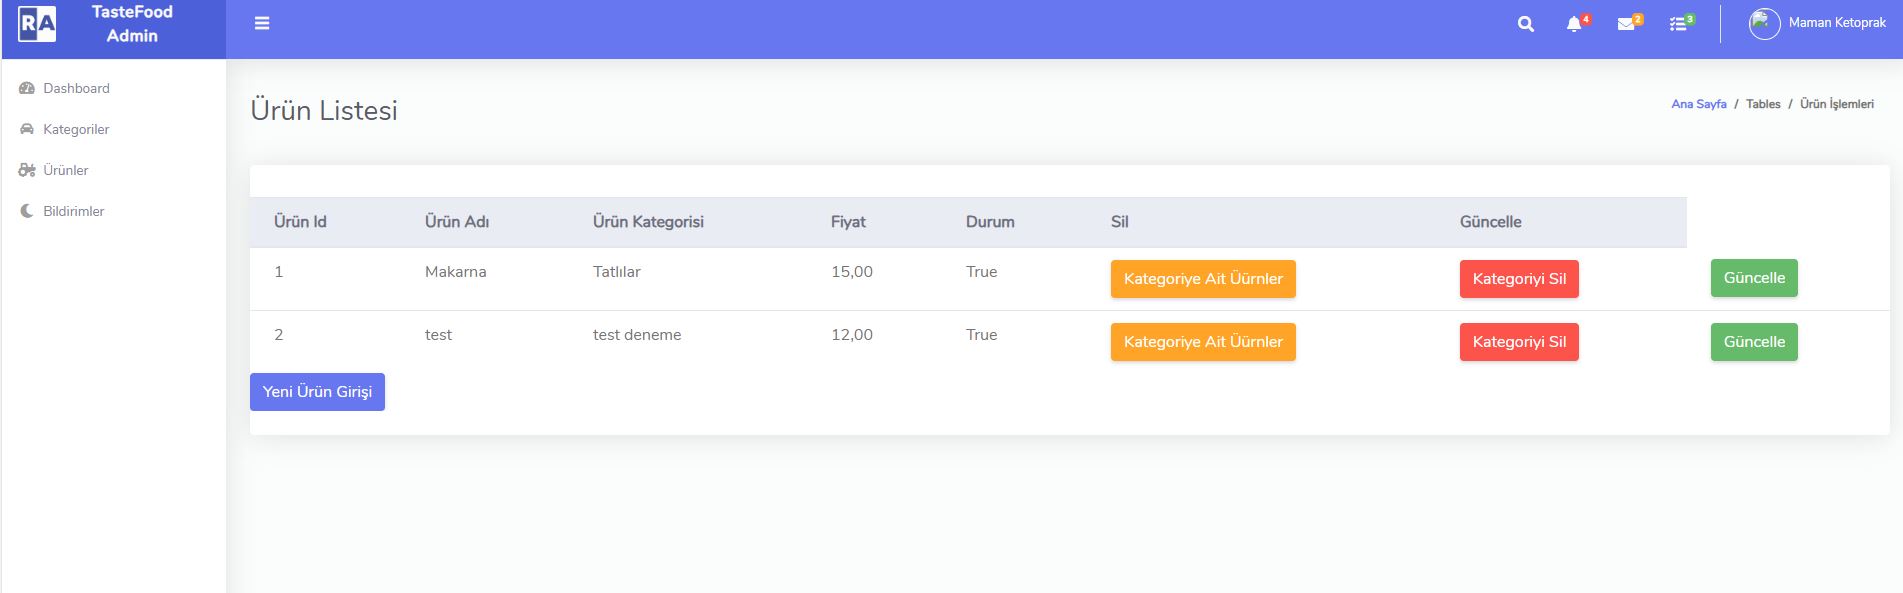 RA
TasteFood
Admin
4
2
3
Maman Ketoprak
Dashboard
Kategoriler
Ürünler
Bildirimler
Ürün Listesi
Ana Sayfa / Tables / Ürün İşlemleri
Ürün Id Ürün Adı Ürün Kategorisi Fiyat Durum Sil Güncelle
1 Makarna Tatlılar 15,00 True Kategoriye Ait Üürnler Kategoriyi Sil Güncelle
2 test test deneme 12,00 True Kategoriye Ait Üürnler Kategoriyi Sil Güncelle
Yeni Ürün Girişi